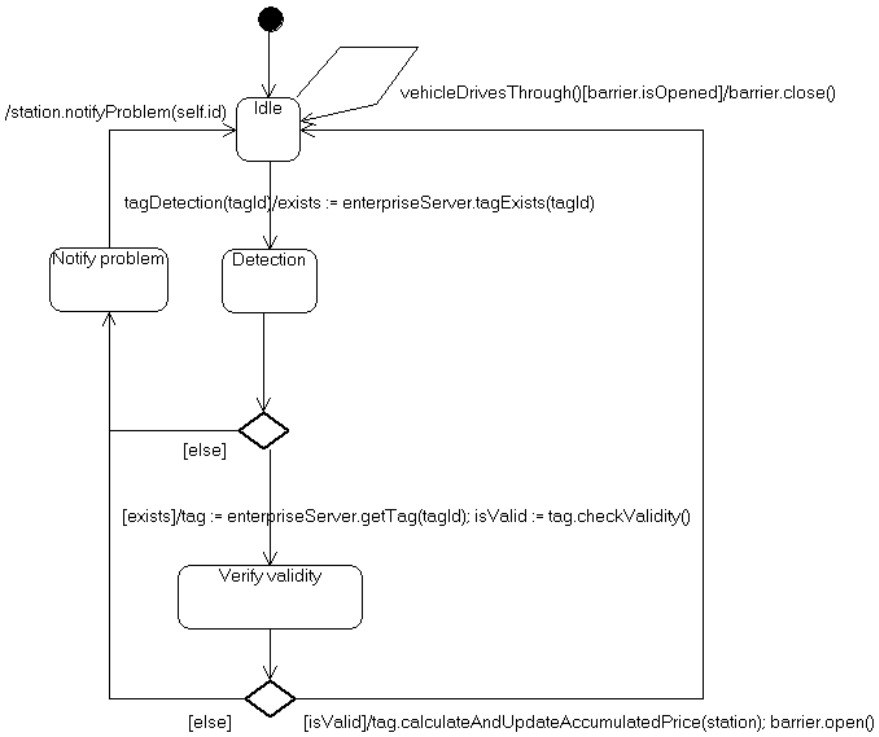 Idle
vehicleDrivesThrough()[barrier.isOpened]/barrier.close()
/station.notifyProblem(self.id)
tagDetection(tagId)/exists := enterpriseServer.tagExists(tagId)
Notify problem
Detection
[else]
[exists]/tag := enterpriseServer.getTag(tagId); isValid := tag.checkValidity()
Verify validity
[else]
[isValid]/tag.calculateAndUpdateAccumulatedPrice(station); barrier.open()